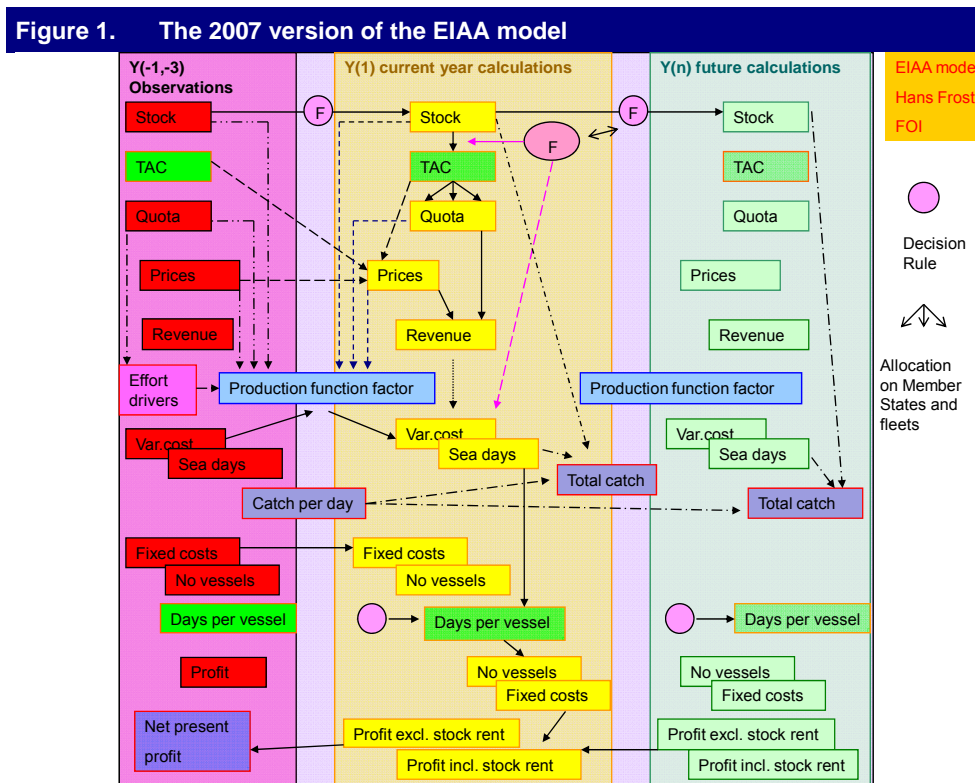 Figure 1. The 2007 version of the EIAA model
Y(-1,-3)
Observations
Stock
TAC
Quota
Prices
Revenue
Effort
drivers
Production function factor
Var.cost
Sea days
Catch per day
Fixed costs
No vessels
Days per vessel
Profit
Net present
profit
F
Y(1) current year calculations
Stock
F
TAC
Quota
Prices
Revenue
Var.cost
Sea days
Total catch
Fixed costs
No vessels
Days per vessel
No vessels
Fixed costs
Profit excl. stock rent
Profit incl. stock rent
F
Y(n) future calculations
Stock
TAC
Quota
Prices
Revenue
Production function factor
Var.cost
Sea days
Total catch
Days per vessel
No vessels
Fixed costs
Profit excl. stock rent
Profit incl. stock rent
EIAA mode
Hans Frost
FOI
Decision
Rule
Allocation
on Member
States and
fleets